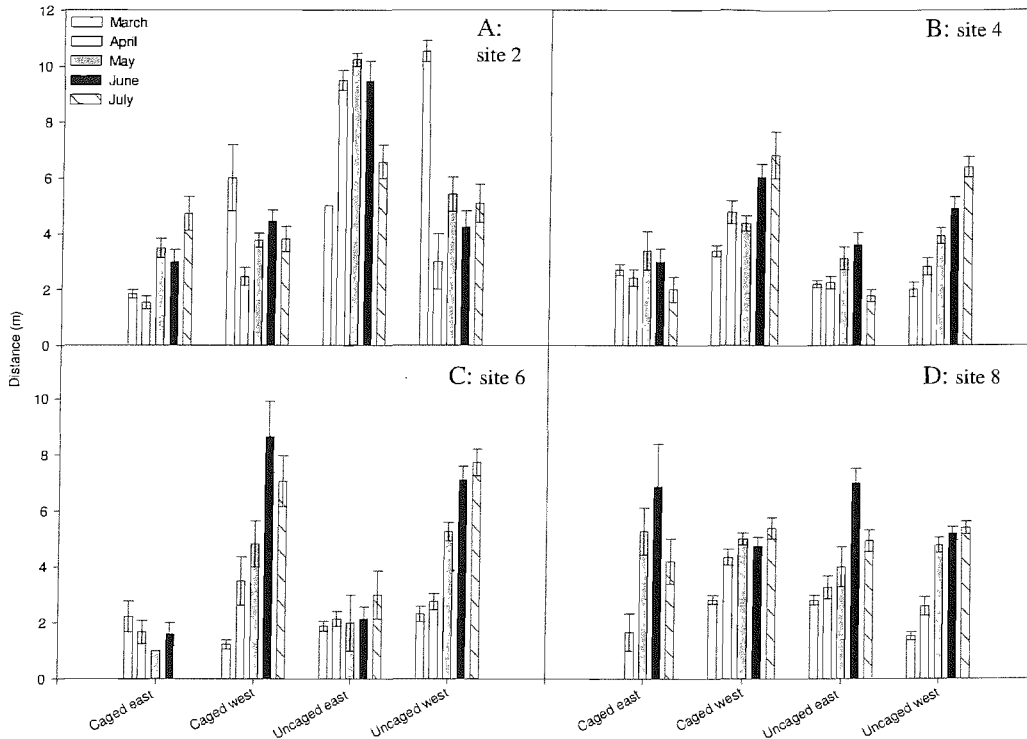 12
10
8
6
4
2
0
March
April
May
June
July
A:
site 2
B: site 4
Distance (m)
C: site 6
D: site 8
10
8
6
4
2
0
Caged east
Caged west
Uncaged east
Uncaged west
Caged east
Caged west
Uncaged east
Uncaged west